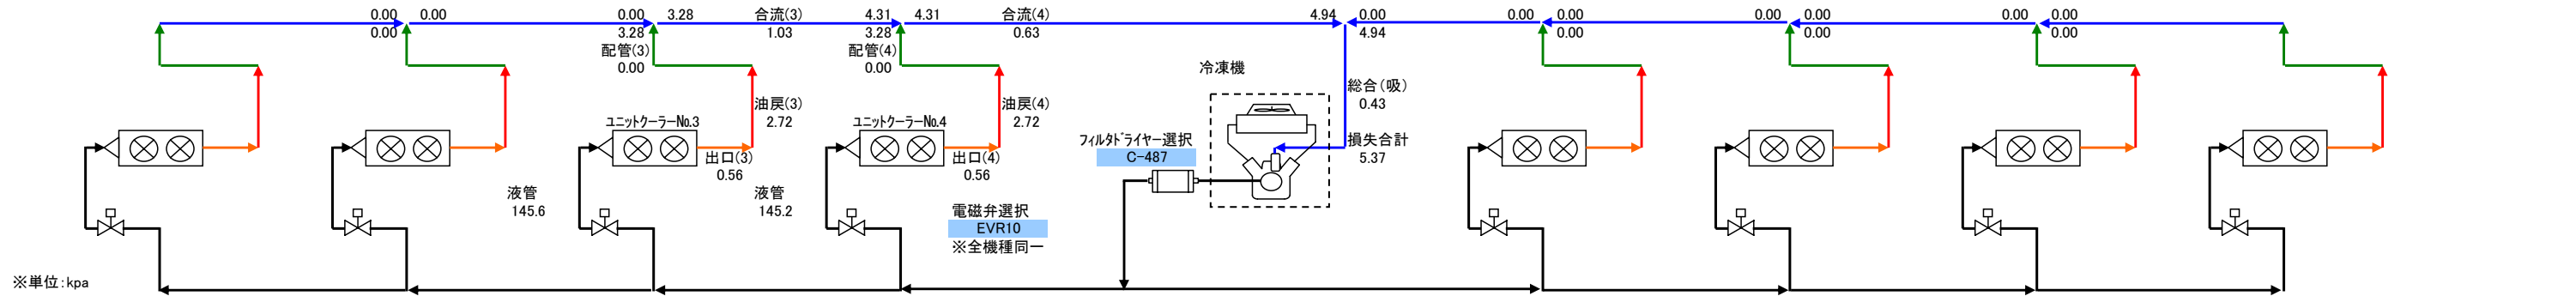 0.00 0.00 0.00 3.28 合流(3) 4.31 4.31 合流(4) 4.94 0.00 0.00 0.00 0.00 0.00 0.00 0.00
0.00 3.28 1.03 3.28 0.63 4.94 0.00 0.00 0.00
配管(3) 配管(4)
0.00 0.00 冷凍機
総合(吸)
油戻(3) 油戻(4) 0.43
ユニットクーラーNo.3 2.72 ユニットクーラーNo.4 2.72
フィルタドライヤー選択 損失合計
出口(3) 出口(4) C-487 5.37
0.56 0.56
液管 液管
145.6 145.2 電磁弁選択
EVR10
※全機種同一
※単位:kpa